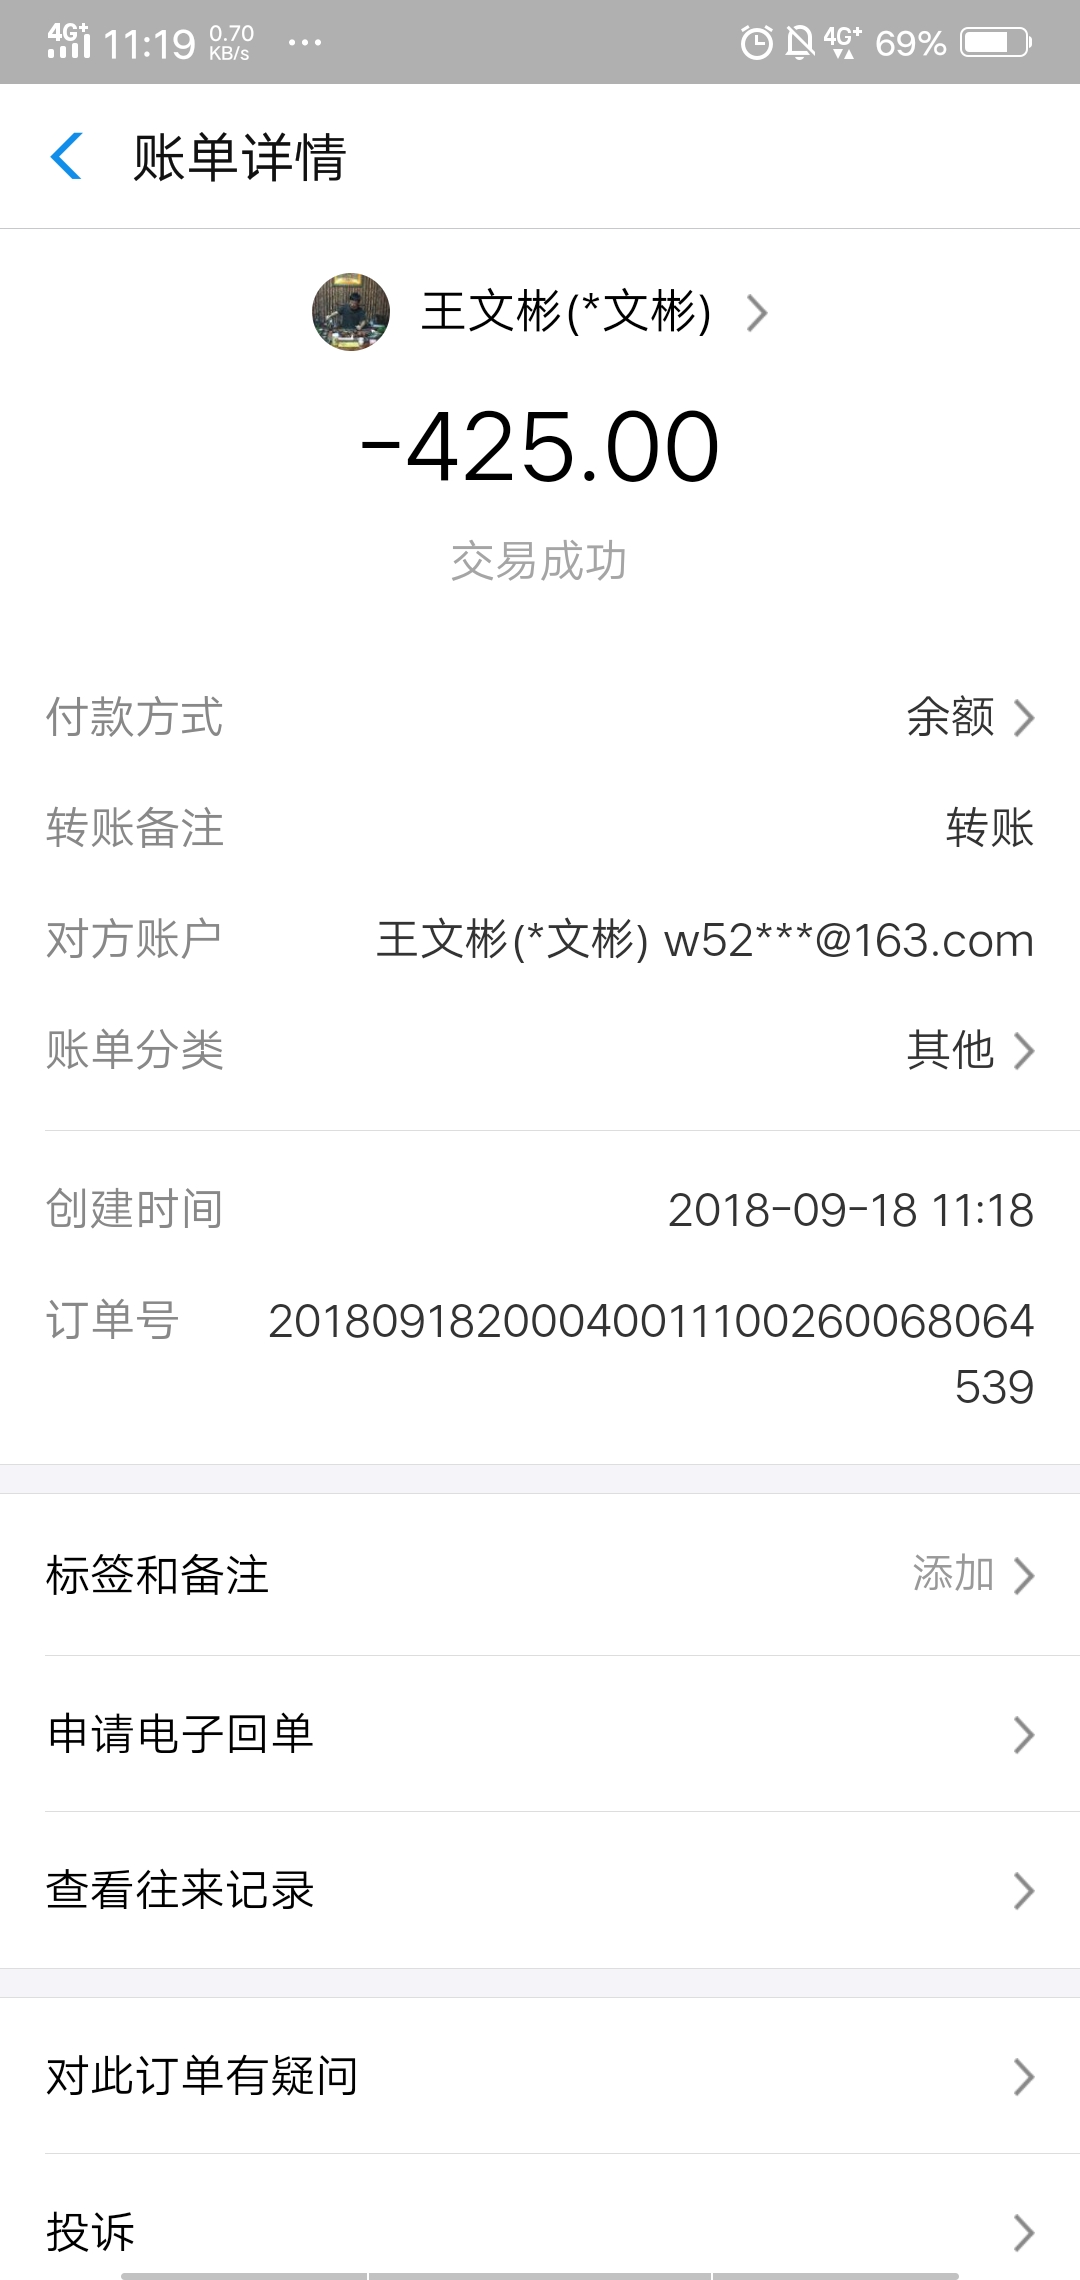 4G+ 11:19 0.70 KB/s ··· 4G+ 69%
账单详情
王文彬(*文彬)
-425.00
交易成功
付款方式 余额
转账备注 转账
对方账户 王文彬(*文彬) w52***@163.com
账单分类 其他
创建时间 2018-09-18 11:18
订单号 20180918200040011100260068064
539
标签和备注 添加
申请电子回单
查看往来记录
对此订单有疑问
投诉